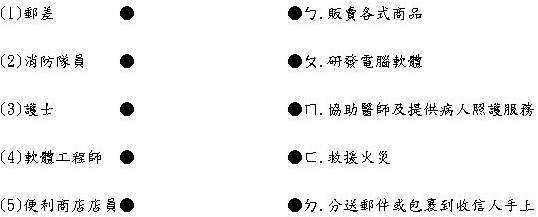 (1)郵差 ● ●ㄅ.販賣各式商品
(2)消防隊員 ● ●ㄆ.研發電腦軟體
(3)護士 ● ●ㄇ.協助醫師及提供病人照護服務
(4)軟體工程師 ● ●ㄈ.救援火災
(5)便利商店店員● ●ㄉ.分送郵件或包裹到收信人手上